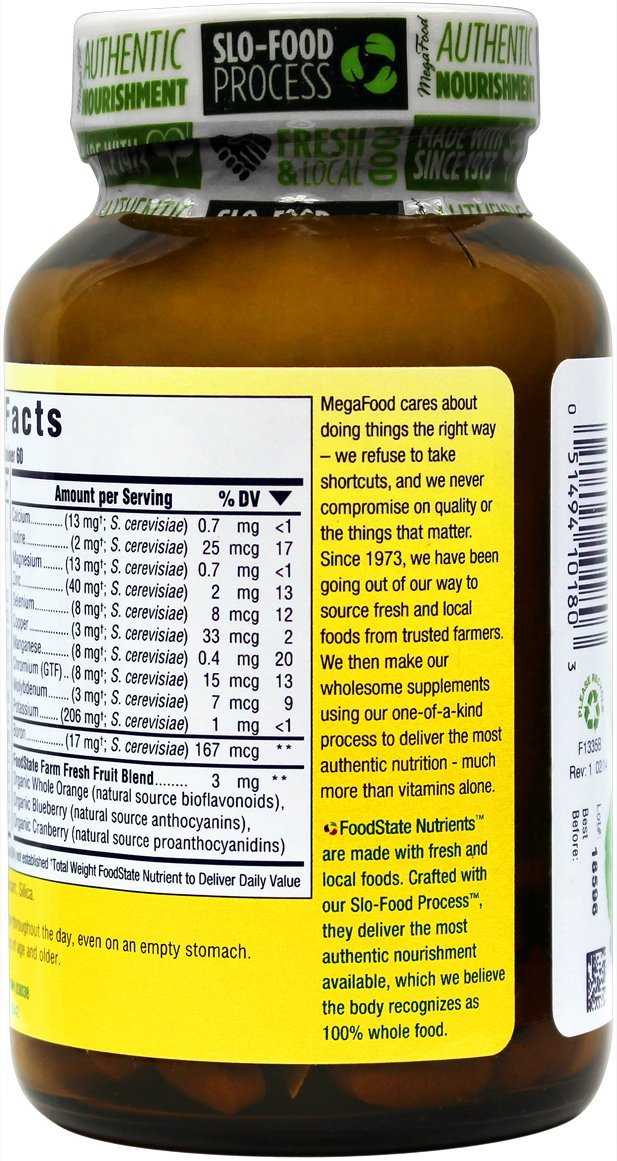 AUTHENTIC
NOURISHMENT
SLO-FOOD
PROCESS
MegaFood
AUTHENTIC
NOURISHMENT
MADE WITH
FRESH
& LOCAL
FOOD
MADE WITH
SINCE 1973
AUTHENTIC
SLO-FOOD
Facts
60
Amount per Serving % DV
Calcium............ (13 mg†; S. cerevisiae) 0.7 mg <1
Iodine.............. (2 mg†; S. cerevisiae) 25 mcg 17
Magnesium....... (13 mg†; S. cerevisiae) 0.7 mg <1
Zinc................. (40 mg†; S. cerevisiae) 2 mg 13
Selenium.......... (8 mg†; S. cerevisiae) 8 mcg 12
Copper............ (3 mg†; S. cerevisiae) 33 mcg 2
Manganese....... (8 mg†; S. cerevisiae) 0.4 mg 20
Chromium (GTF).. (8 mg†; S. cerevisiae) 15 mcg 13
Molybdenum...... (3 mg†; S. cerevisiae) 7 mcg 9
Potassium....... (206 mg†; S. cerevisiae) 1 mg <1
Boron.............. (17 mg†; S. cerevisiae) 167 mcg **
FoodState Farm Fresh Fruit Blend........ 3 mg **
Organic Whole Orange (natural source bioflavonoids),
Organic Blueberry (natural source anthocyanins),
Organic Cranberry (natural source proanthocyanidins)
not established †Total Weight FoodState Nutrient to Deliver Daily Value
Silica.
throughout the day, even on an empty stomach.
of age and older.
MegaFood cares about
doing things the right way
– we refuse to take
shortcuts, and we never
compromise on quality or
the things that matter.
Since 1973, we have been
going out of our way to
source fresh and local
foods from trusted farmers.
We then make our
wholesome supplements
using our one-of-a-kind
process to deliver the most
authentic nutrition - much
more than vitamins alone.
FoodState Nutrients™
are made with fresh and
local foods. Crafted with
our Slo-Food Process™,
they deliver the most
authentic nourishment
available, which we believe
the body recognizes as
100% whole food.
0 51494 10180 3
PLEASE RECYCLE
F1335B
Rev: 1 0214
Lot#: 18596
Best
Before: